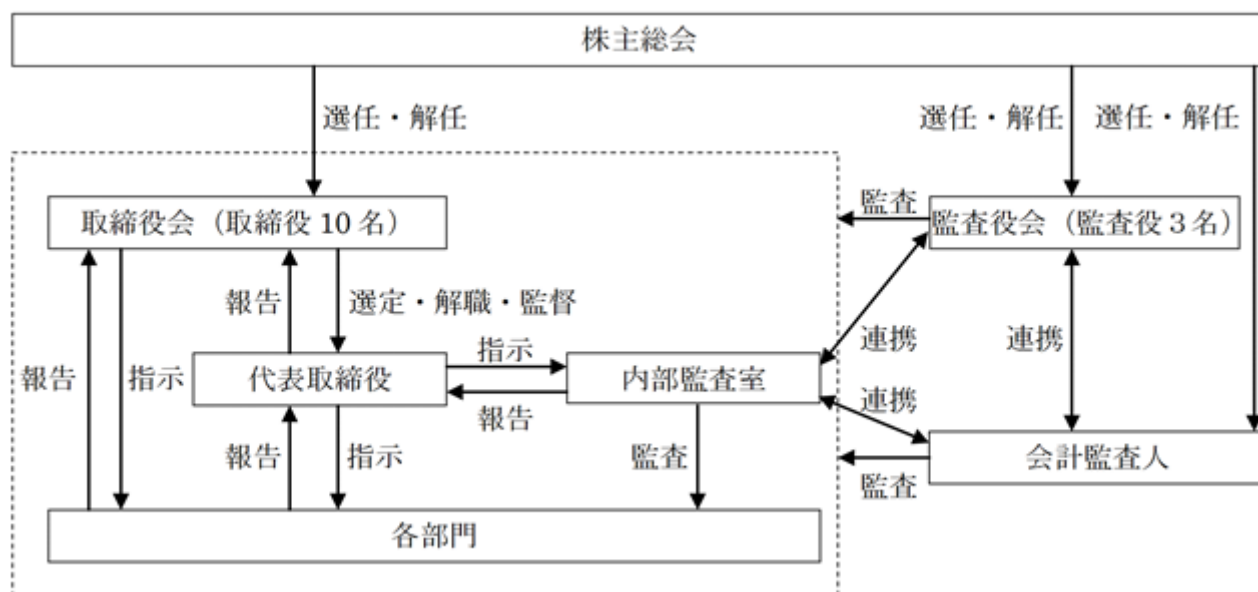 株主総会
選任・解任
選任・解任
選任・解任
取締役会（取締役 10 名）
監査
監査役会（監査役 3 名）
報告
選定・解職・監督
報告
指示
代表取締役
指示
報告
内部監査室
連携
連携
連携
報告
指示
監査
会計監査人
監査
各部門